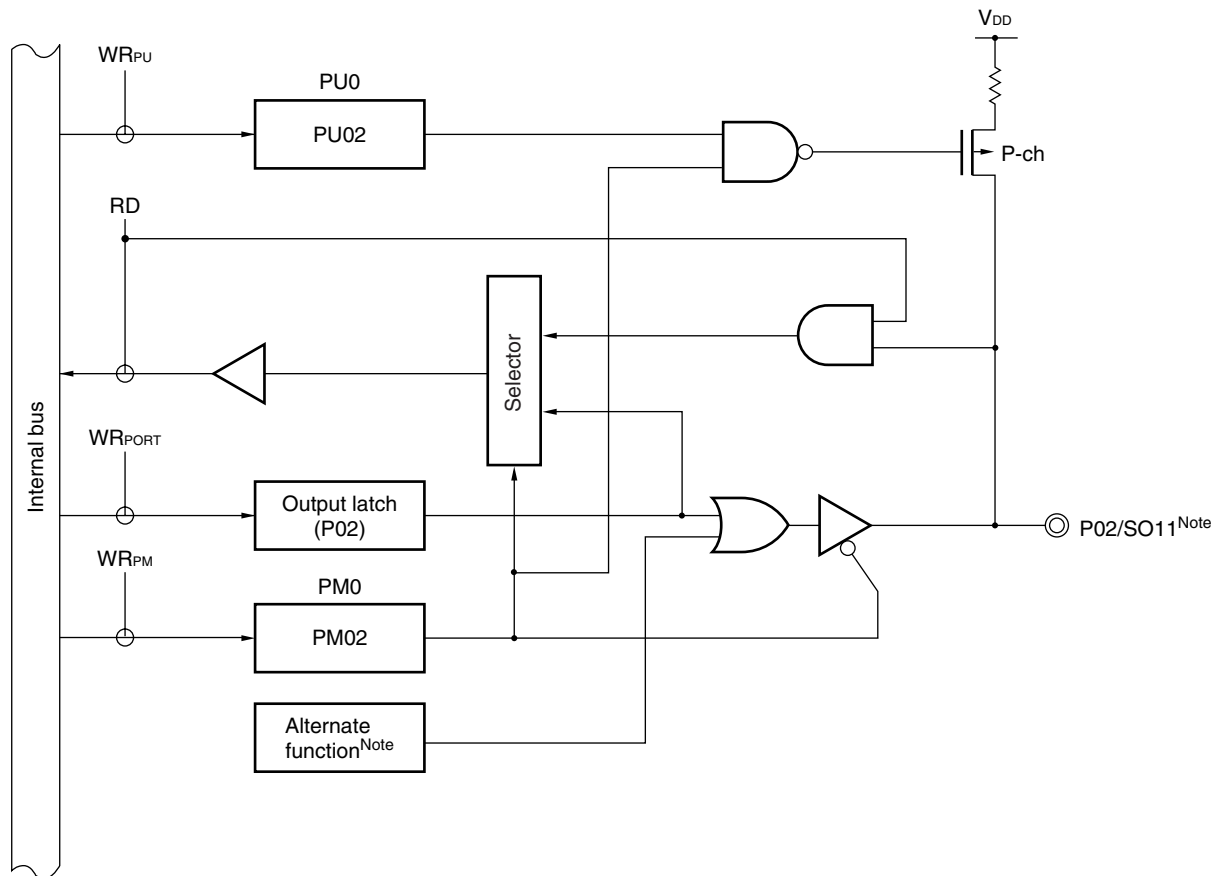 VDD
WRPU
PU0
PU02
P-ch
RD
Selector
Internal bus
WRPORT
Output latch
(P02)
P02/SO11Note
WRPM
PM0
PM02
Alternate
functionNote